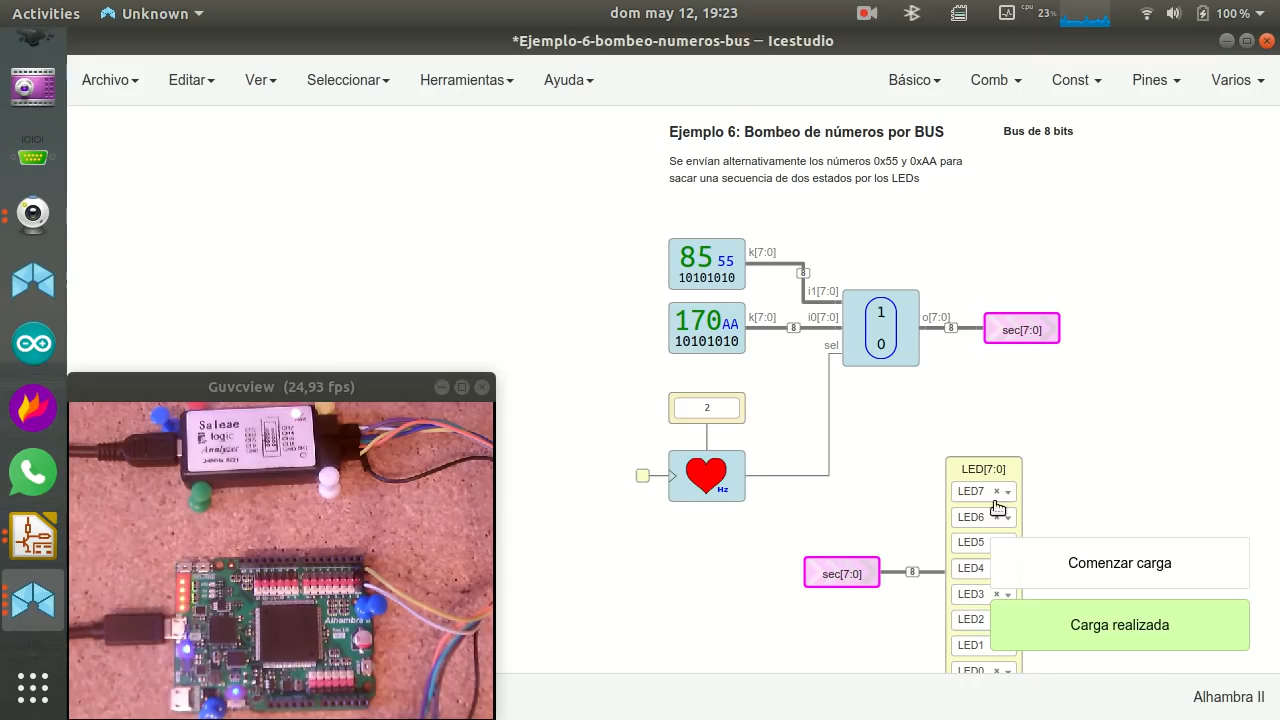 Activities
Unknown
dom may 12, 19:23
cpu
23%
100 %
*Ejemplo-6-bombeo-numeros-bus – Icestudio
Archivo
Editar
Ver
Seleccionar
Herramientas
Ayuda
Básico
Comb
Const
Pines
Varios
Ejemplo 6: Bombeo de números por BUS
Bus de 8 bits
Se envían alternativamente los números 0x55 y 0xAA para
sacar una secuencia de dos estados por los LEDs
85 55
10101010
k[7:0]
8
i1[7:0]
170 AA
10101010
k[7:0]
8
i0[7:0]
sel
1
0
o[7:0]
8
sec[7:0]
2
Hz
sec[7:0]
8
LED[7:0]
LED7
LED6
LED5
LED4
LED3
LED2
LED1
LED0
Comenzar carga
Carga realizada
Alhambra II
IOIOI
Guvcview (24,93 fps)
Saleae
logic
Analyzer
24MHz 8CH
Alhambra II